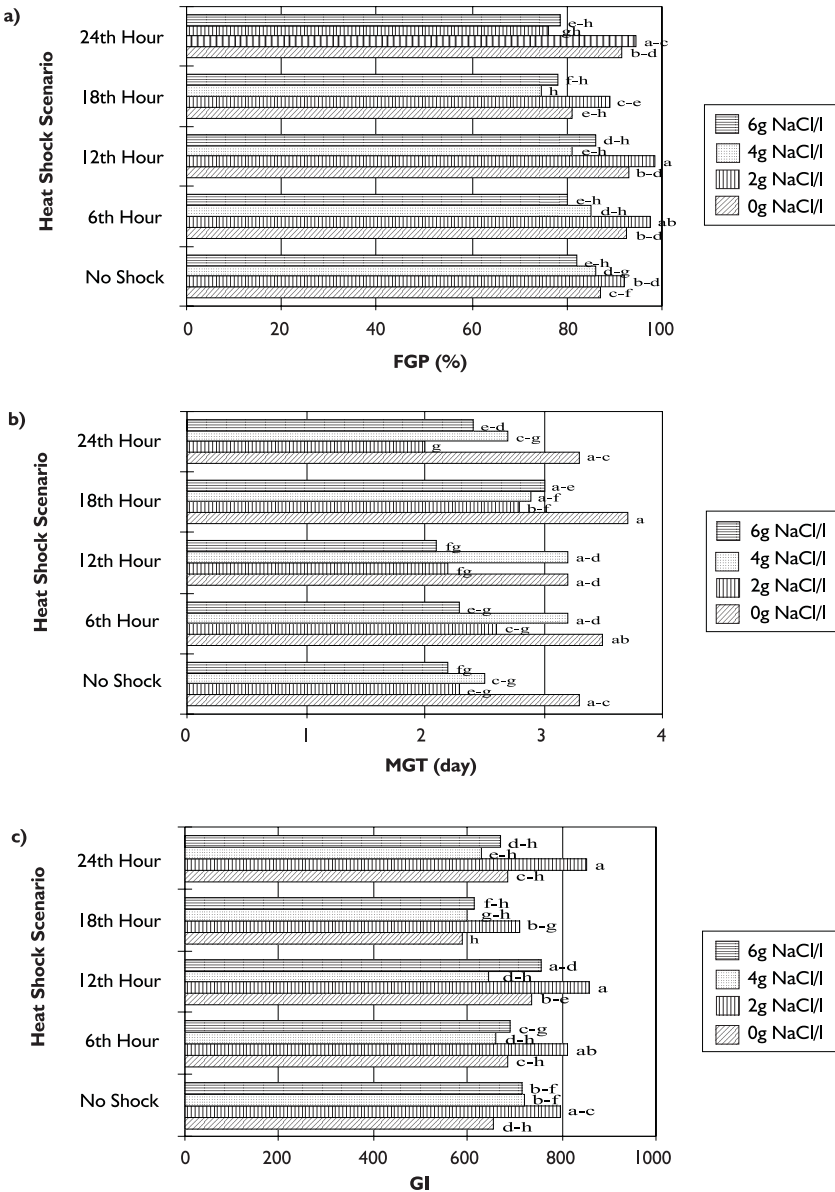 a)
Heat Shock Scenario
24th Hour
e-h
gh
a-c
b-d
18th Hour
f-h
h
c-e
e-h
12th Hour
d-h
e-h
a
b-d
6th Hour
e-h
d-h
ab
b-d
No Shock
e-h
d-g
b-d
c-f
0 20 40 60 80 100
FGP (%)
6g NaCl/l
4g NaCl/l
2g NaCl/l
0g NaCl/l
b)
Heat Shock Scenario
24th Hour
e-d
c-g
g
a-c
18th Hour
a-e
a-f
b-f
a
12th Hour
fg
a-d
fg
a-d
6th Hour
e-g
a-d
c-g
ab
No Shock
fg
c-g
e-g
a-c
0 1 2 3 4
MGT (day)
6g NaCl/l
4g NaCl/l
2g NaCl/l
0g NaCl/l
c)
Heat Shock Scenario
24th Hour
d-h
e-h
a
c-h
18th Hour
f-h
g-h
b-g
h
12th Hour
a-d
d-h
a
b-e
6th Hour
c-g
d-h
ab
c-h
No Shock
b-f
b-f
a-c
d-h
0 200 400 600 800 1000
GI
6g NaCl/l
4g NaCl/l
2g NaCl/l
0g NaCl/l